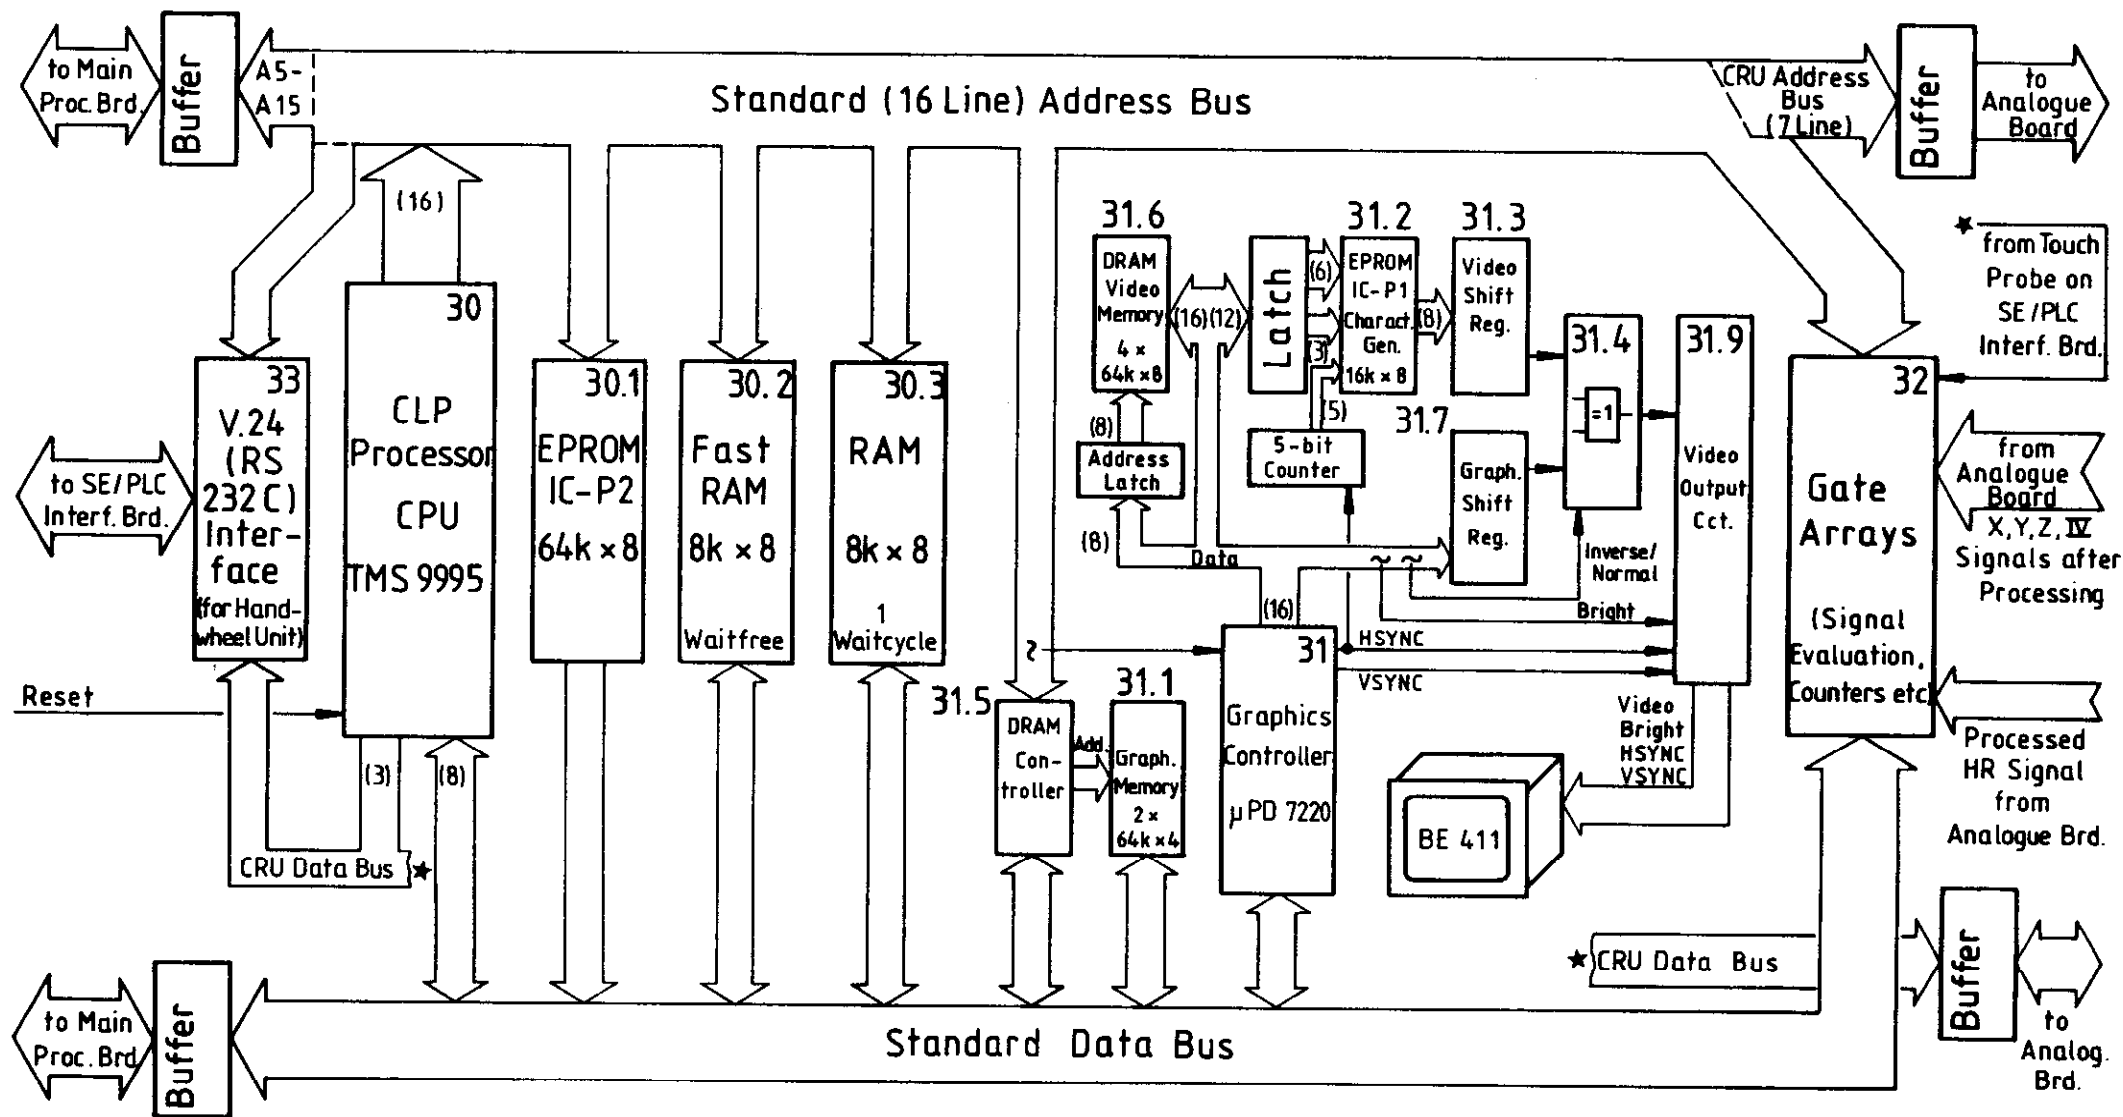 to Main
Proc. Brd.
Buffer
A5-
A15
Standard (16 Line) Address Bus
CRU Address
Bus
(7 Line)
Buffer
to
Analogue
Board
(16)
30
CLP
Processor
CPU
TMS 9995
33
V.24
(RS
232C)
Inter-
face
(for Hand-
wheel Unit)
to SE/PLC
Interf. Brd.
Reset
(3)
(8)
CRU Data Bus ★
30.1
EPROM
IC-P2
64k × 8
30.2
Fast
RAM
8k × 8
Waitfree
30.3
RAM
8k × 8
1
Waitcycle
31.6
DRAM
Video
Memory
4 ×
64k × 8
(8)
Address
Latch
(8)
(16)
(12)
Latch
(6)
(3)
(5)
5-bit
Counter
31.2
EPROM
IC-P1
Charact.
Gen.
16k × 8
(8)
31.3
Video
Shift
Reg.
31.7
Graph.
Shift
Reg.
31.4
=1
31.9
Video
Output
Cct.
Data
Inverse/
Normal
Bright
HSYNC
VSYNC
(16)
31
Graphics
Controller
µPD 7220
31.5
DRAM
Con-
troller
Add.
31.1
Graph.
Memory
2 ×
64k × 4
Video
Bright
HSYNC
VSYNC
BE 411
★
from Touch
Probe on
SE/PLC
Interf. Brd.
32
Gate
Arrays
(Signal
Evaluation,
Counters etc)
from
Analogue
Board
X, Y, Z, IV
Signals after
Processing
Processed
HR Signal
from
Analogue Brd.
★ CRU Data Bus
Buffer
to
Analog.
Brd.
to Main
Proc. Brd
Buffer
Standard Data Bus